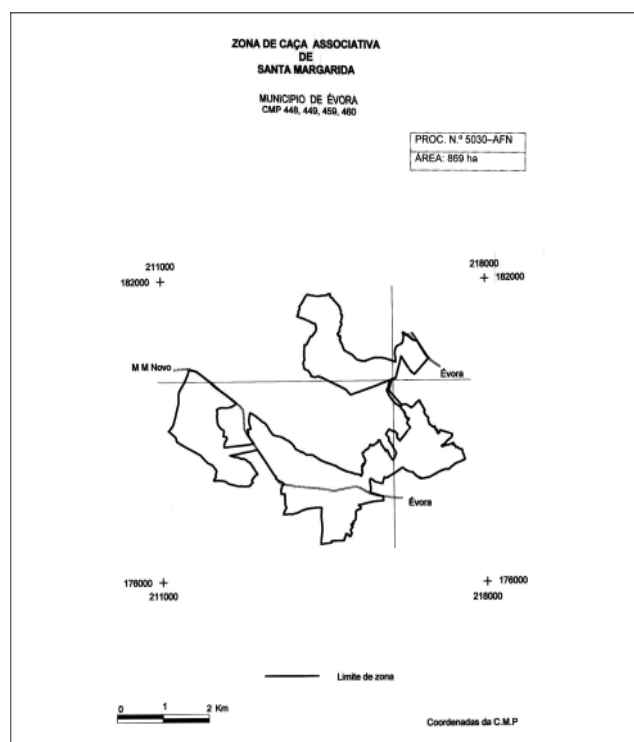 ZONA DE CAÇA ASSOCIATIVA
DE
SANTA MARGARIDA
MUNICIPIO DE ÉVORA
CMP 448, 449, 459, 460
PROC. N.º 5030–AFN
ÁREA: 869 ha
211000
182000
218000
182000
M M Novo
Évora
Évora
176000
211000
176000
218000
Limite de zona
0 1 2 Km
Coordenadas da C.M.P